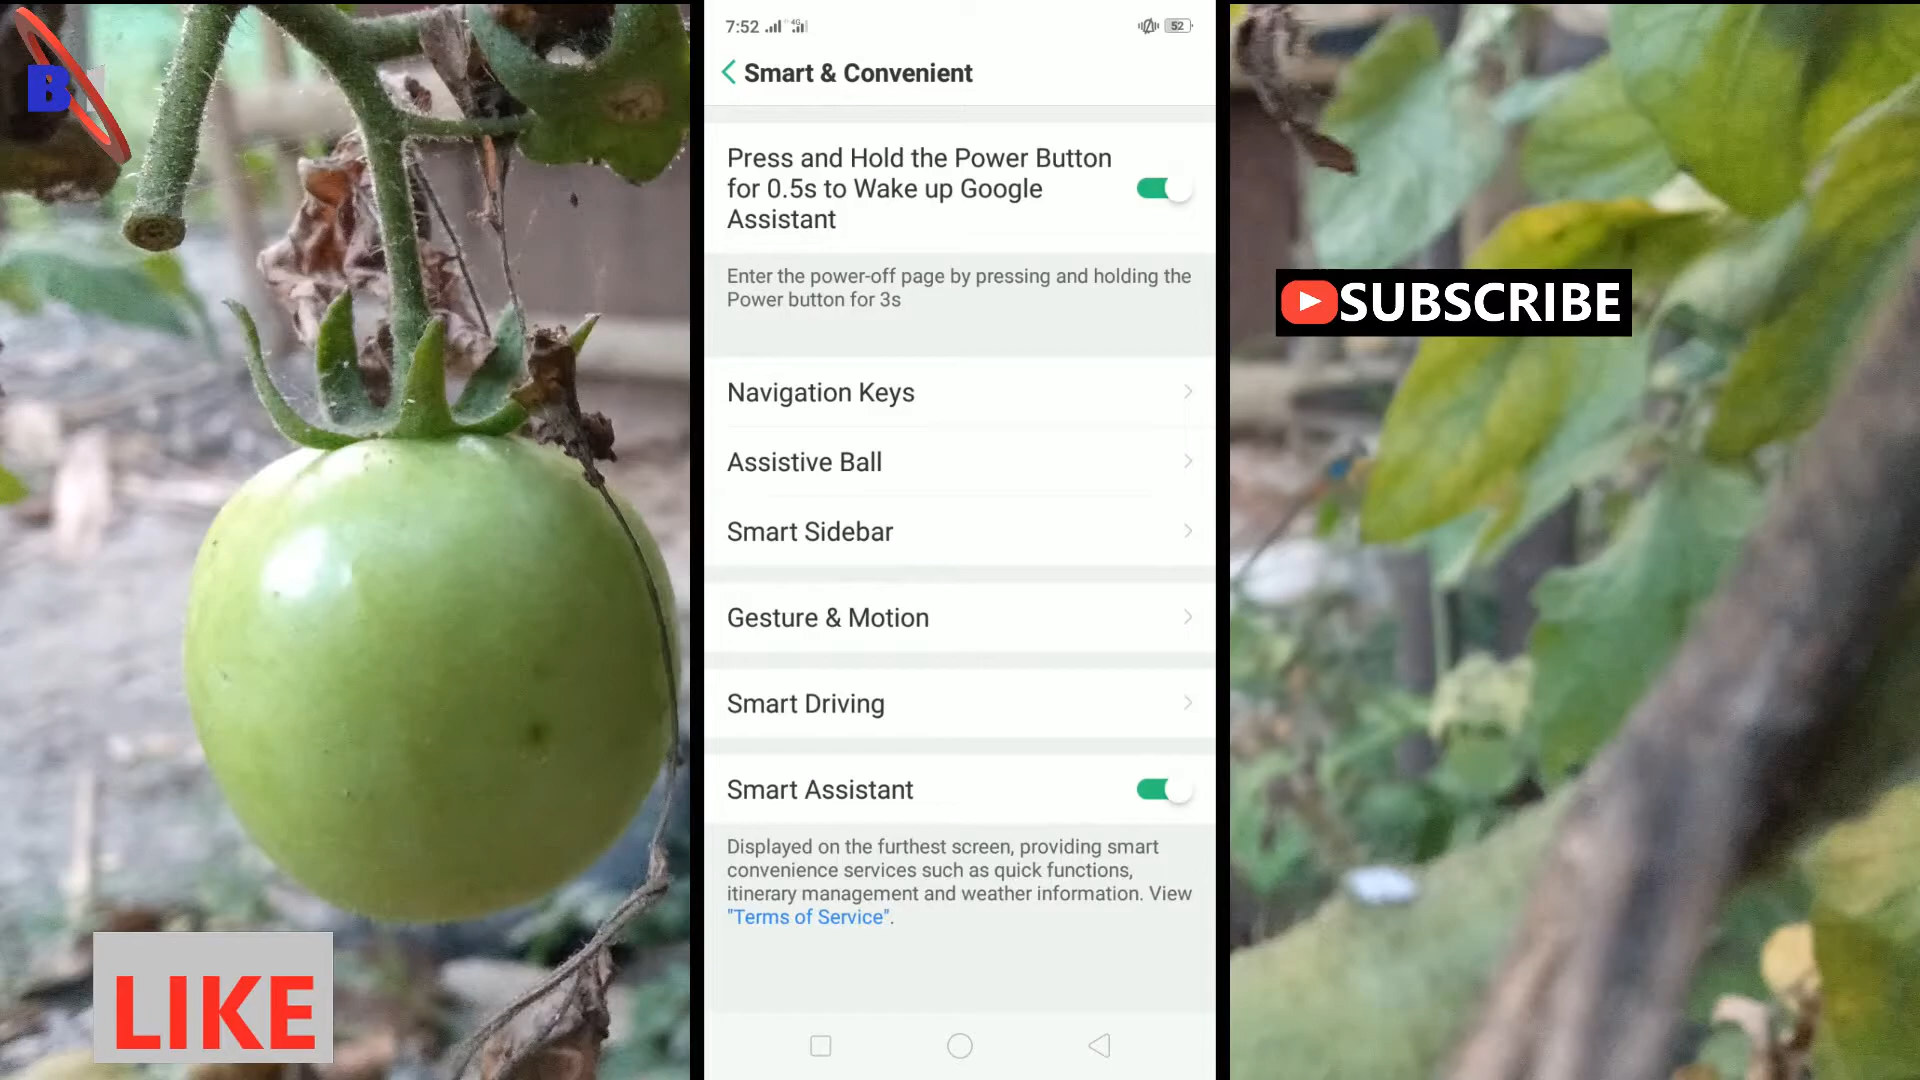 B
7:52
4G
52
Smart & Convenient
Press and Hold the Power Button
for 0.5s to Wake up Google
Assistant
Enter the power-off page by pressing and holding the
Power button for 3s
Navigation Keys
Assistive Ball
Smart Sidebar
Gesture & Motion
Smart Driving
Smart Assistant
Displayed on the furthest screen, providing smart
convenience services such as quick functions,
itinerary management and weather information. View
"Terms of Service".
SUBSCRIBE
LIKE